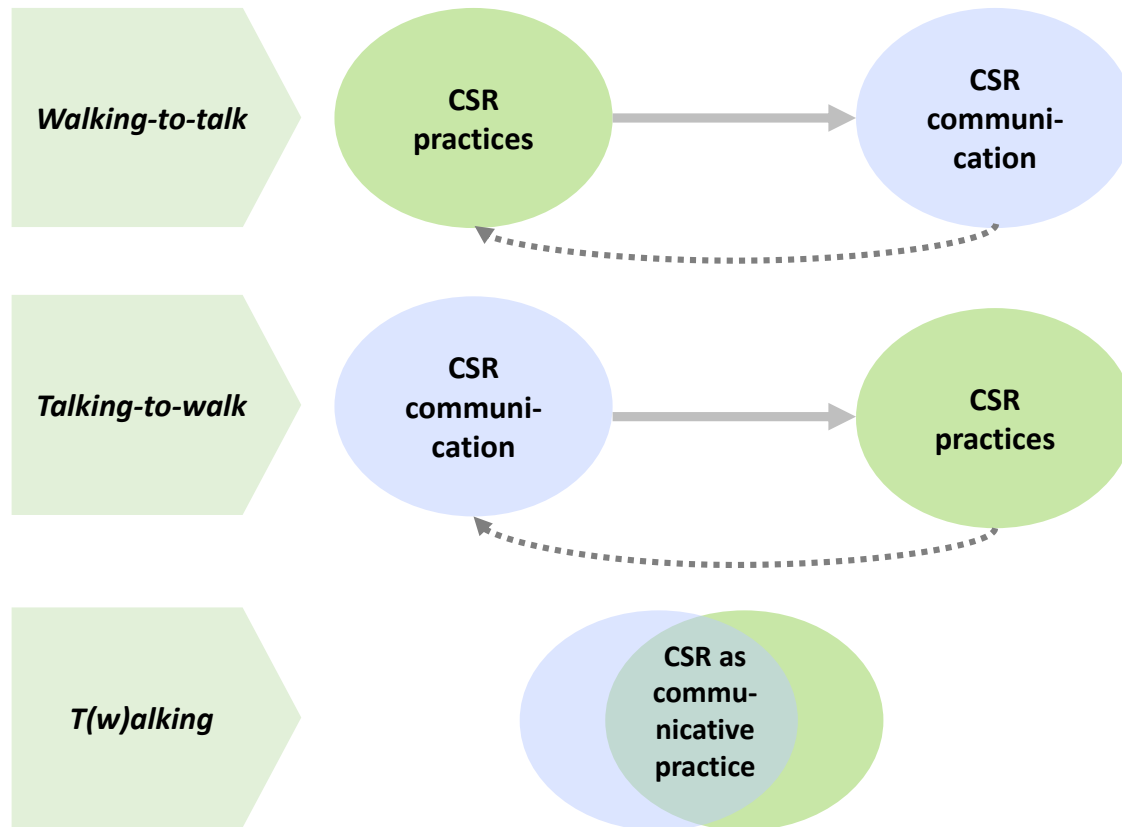 Walking-to-talk
CSR
practices
CSR
communi-
cation
Talking-to-walk
CSR
communi-
cation
CSR
practices
T(w)alking
CSR as
commu-
nicative
practice